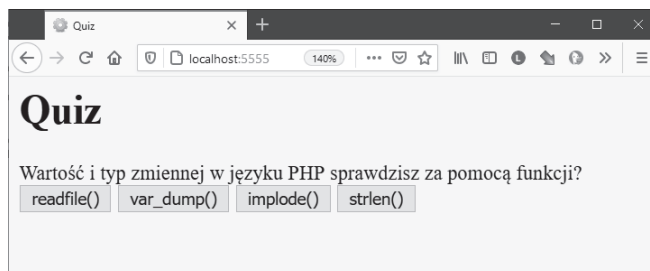 Quiz
localhost:5555
140%
Quiz
Wartość i typ zmiennej w języku PHP sprawdzisz za pomocą funkcji?
readfile() var_dump() implode() strlen()